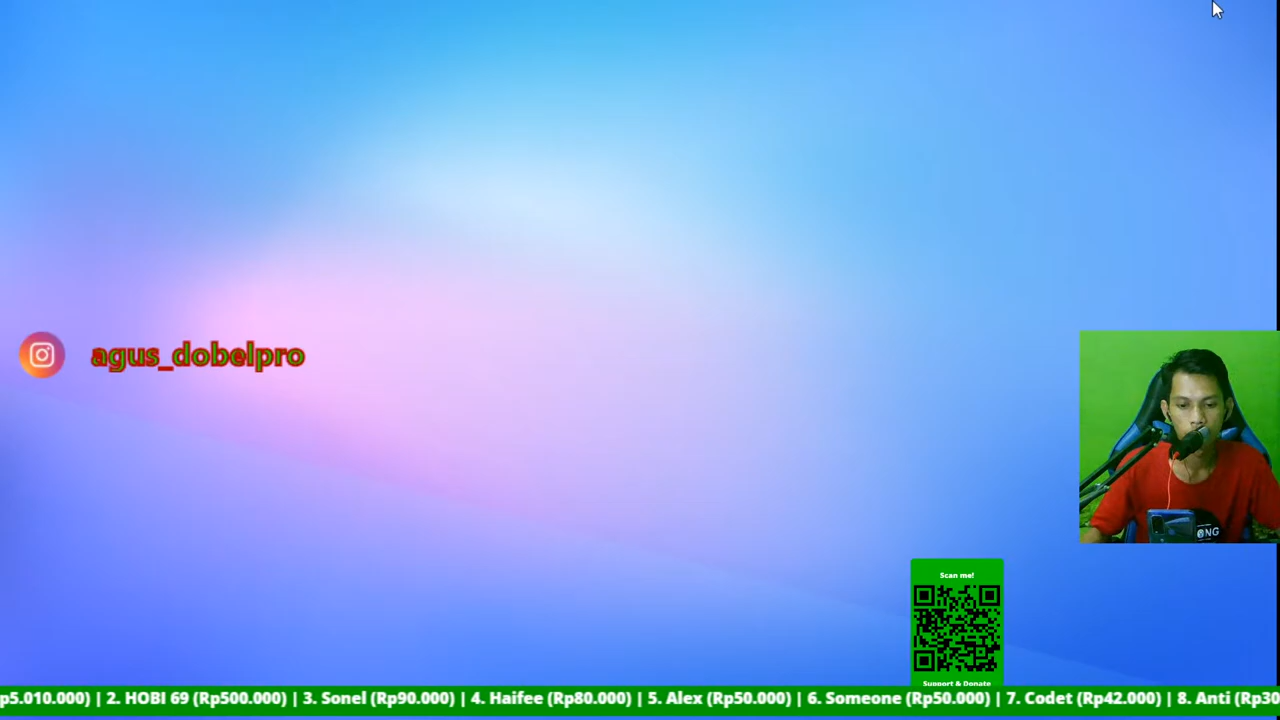 agus_dobelpro
Scan me!
Support & Donate
p5.010.000) | 2. HOBI 69 (Rp500.000) | 3. Sonel (Rp90.000) | 4. Haifee (Rp80.000) | 5. Alex (Rp50.000) | 6. Someone (Rp50.000) | 7. Codet (Rp42.000) | 8. Anti (Rp30